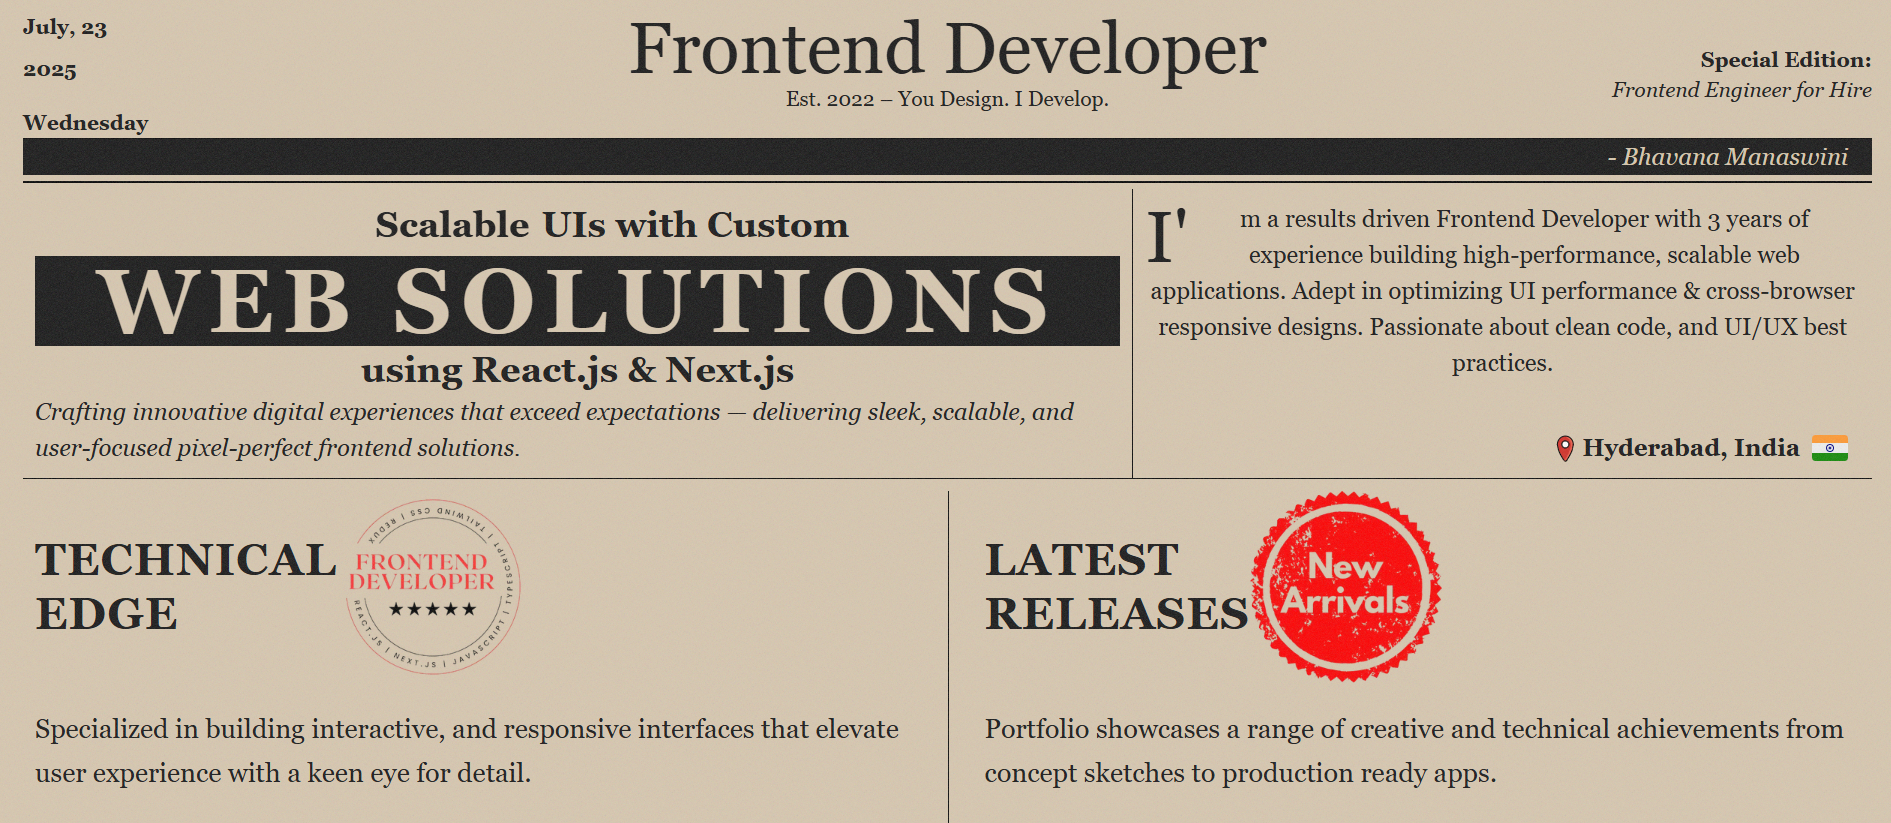 July, 23
2025
Wednesday
Frontend Developer
Est. 2022 – You Design. I Develop.
Special Edition:
Frontend Engineer for Hire
- Bhavana Manaswini
Scalable UIs with Custom
WEB SOLUTIONS
using React.js & Next.js
Crafting innovative digital experiences that exceed expectations — delivering sleek, scalable, and
user-focused pixel-perfect frontend solutions.
I'm a results driven Frontend Developer with 3 years of
experience building high-performance, scalable web
applications. Adept in optimizing UI performance & cross-browser
responsive designs. Passionate about clean code, and UI/UX best
practices.
Hyderabad, India
TECHNICAL
EDGE
FRONTEND
DEVELOPER
REACT.JS | NEXT.JS | JAVASCRIPT | TYPESCRIPT | TAILWIND CSS | REDUX
Specialized in building interactive, and responsive interfaces that elevate
user experience with a keen eye for detail.
LATEST
RELEASES
New
Arrivals
Portfolio showcases a range of creative and technical achievements from
concept sketches to production ready apps.